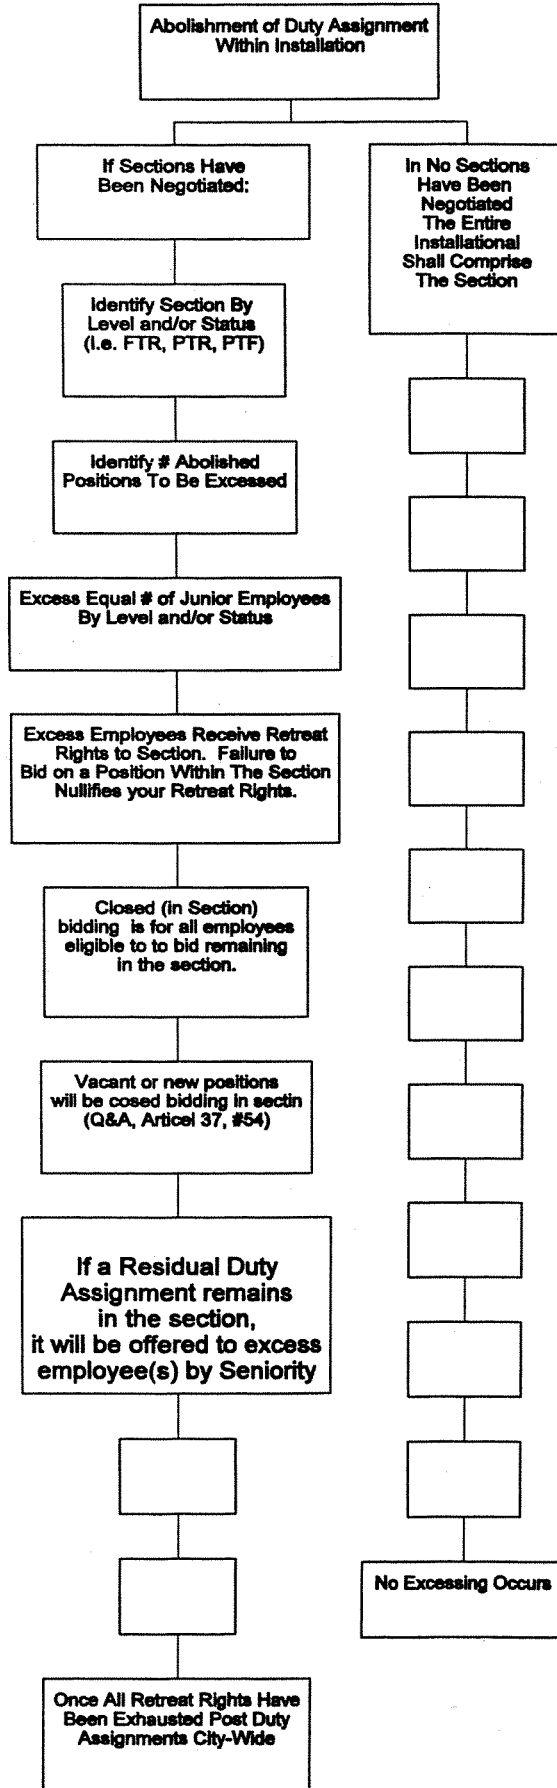 Abolishment of Duty Assignment
Within Installation
If Sections Have
Been Negotiated:
In No Sections
Have Been
Negotiated
The Entire
Installational
Shall Comprise
The Section
Identify Section By
Level and/or Status
(I.e. FTR, PTR, PTF)
Identify # Abolished
Positions To Be Excessed
Excess Equal # of Junior Employees
By Level and/or Status
Excess Employees Receive Retreat
Rights to Section. Failure to
Bid on a Position Within The Section
Nullifies your Retreat Rights.
Closed (in Section)
bidding is for all employees
eligible to to bid remaining
in the section.
Vacant or new positions
will be cosed bidding in sectin
(Q&A, Articel 37, #54)
If a Residual Duty
Assignment remains
in the section,
it will be offered to excess
employee(s) by Seniority
No Excessing Occurs
Once All Retreat Rights Have
Been Exhausted Post Duty
Assignments City-Wide